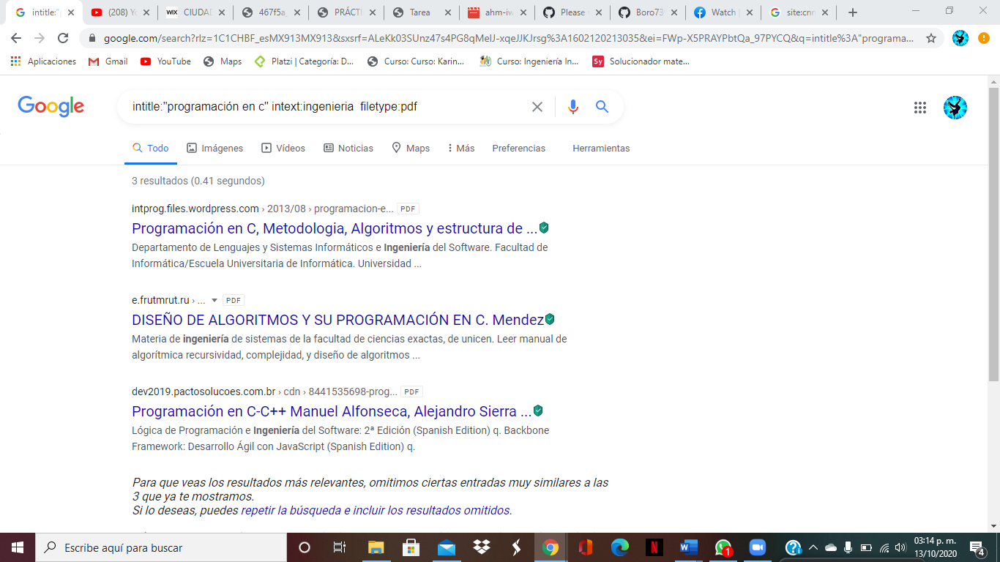 intitle:"p
(208) Yo
WIX CIUDAD
467f5a
PRÁCTI
Tarea
ahm-iw
Please
Boro73
Watch |
site:cnn
google.com/search?rlz=1C1CHBF_esMX913MX913&sxsrf=ALeKk03SUnz47s4PG8qMeIJ-xqeJJKJrsg%3A1602120213035&ei=FWp-X5PRAYPbtQa_97PYCQ&q=intitle%3A"programa...
Aplicaciones
Gmail
YouTube
Maps
Platzi | Categoría: D...
Curso: Curso: Karin...
Curso: Ingeniería In...
Sy Solucionador mate...
Google
intitle:"programación en c" intext:ingenieria filetype:pdf
Todo
Imágenes
Vídeos
Noticias
Maps
Más
Preferencias
Herramientas
3 resultados (0.41 segundos)
intprog.files.wordpress.com › 2013/08 › programacion-e... PDF
Programación en C, Metodologia, Algoritmos y estructura de ...
Departamento de Lenguajes y Sistemas Informáticos e Ingeniería del Software. Facultad de
Informática/Escuela Universitaria de Informática. Universidad ...
e.frutmrut.ru › ... PDF
DISEÑO DE ALGORITMOS Y SU PROGRAMACIÓN EN C. Mendez
Materia de ingeniería de sistemas de la facultad de ciencias exactas, de unicen. Leer manual de
algorítmica recursividad, complejidad, y diseño de algoritmos ...
dev2019.pactosolucoes.com.br › cdn › 8441535698-prog... PDF
Programación en C-C++ Manuel Alfonseca, Alejandro Sierra ...
Lógica de Programación e Ingeniería del Software: 2ª Edición (Spanish Edition) q. Backbone
Framework: Desarrollo Ágil con JavaScript (Spanish Edition) q.
Para que veas los resultados más relevantes, omitimos ciertas entradas muy similares a las
3 que ya te mostramos.
Si lo deseas, puedes repetir la búsqueda e incluir los resultados omitidos.
Escribe aquí para buscar
1
03:14 p. m.
13/10/2020
4